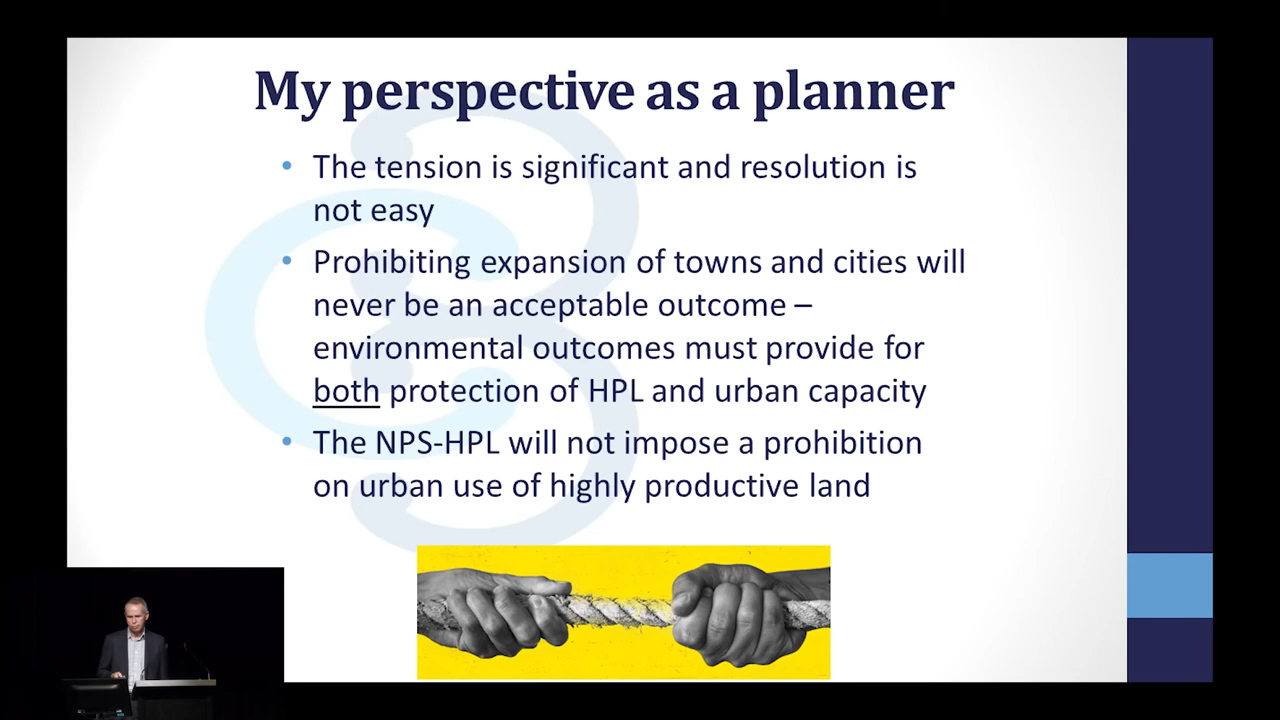 My perspective as a planner
• The tension is significant and resolution is
not easy
• Prohibiting expansion of towns and cities will
never be an acceptable outcome –
environmental outcomes must provide for
both protection of HPL and urban capacity
• The NPS-HPL will not impose a prohibition
on urban use of highly productive land